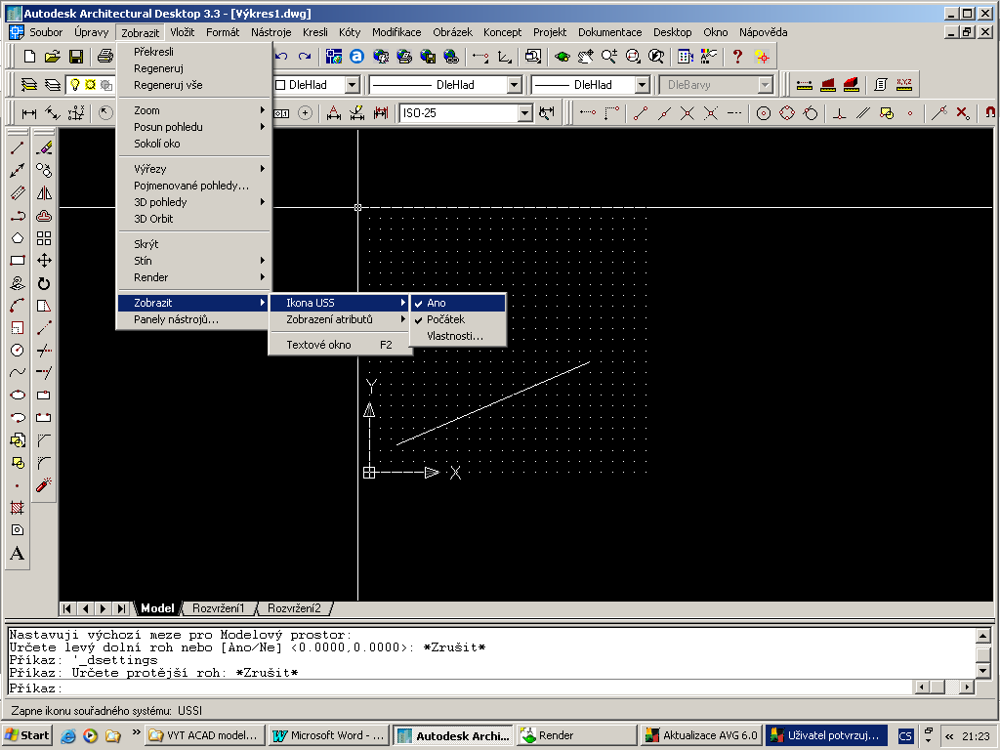 Autodesk Architectural Desktop 3.3 - [Výkres1.dwg]
Soubor Úpravy Zobrazit Vložit Formát Nástroje Kresli Kóty Modifikace Obrázek Koncept Projekt Dokumentace Desktop Okno Nápověda
Překresli
Regeneruj
Regeneruj vše
Zoom
Posun pohledu
Sokolí oko
Výřezy
Pojmenované pohledy...
3D pohledy
3D Orbit
Skrýt
Stín
Render
Zobrazit
Panely nástrojů...
Ikona USS
Zobrazení atributů
Textové okno F2
Ano
Počátek
Vlastnosti...
DleHlad DleHlad DleHlad DleBarvy
ISO-25
Y
X
Model Rozvržení1 Rozvržení2
Nastavuji výchozí meze pro Modelový prostor:
Určete levý dolní roh nebo [Ano/Ne] <0.0000,0.0000>: *Zrušit*
Příkaz: '_dsettings
Příkaz: Určete protější roh: *Zrušit*
Příkaz:
Zapne ikonu souřadného systému: USSI
Start VYT ACAD model... Microsoft Word - ... Autodesk Archi... Render Aktualizace AVG 6.0 Uživatel potvrzuj... CS 21:23